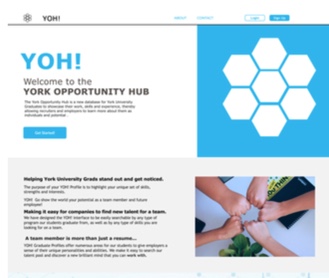 YOH!
ABOUT
CONTACT
Login
Sign Up
YOH!
Welcome to the
YORK OPPORTUNITY HUB
The York Opportunity Hub is a new database for York University
Graduates to showcase their work, skills and experience, thereby
allowing recruiters and employers to learn more about them as
individuals and potential .
Get Started
Helping York University Grads stand out and get noticed.
The purpose of your YOH! Profile is to highlight your unique set of skills,
strengths and interests.
YOH! Go show the world your potential as a team member and future
employee!
Making it easy for companies to find new talent for a team.
We have designed the YOH! Interface to be easily searchable by any type of
program our students graduate from, as well as by any type of skills you are
looking for on a team.
A team member is more than just a resume...
YOH! Graduate Profiles offer numerous areas for our students to give employers a
sense of their unique personalities and abilities. We make it easy to search our
talent pool and discover a new brilliant mind that you can work with.